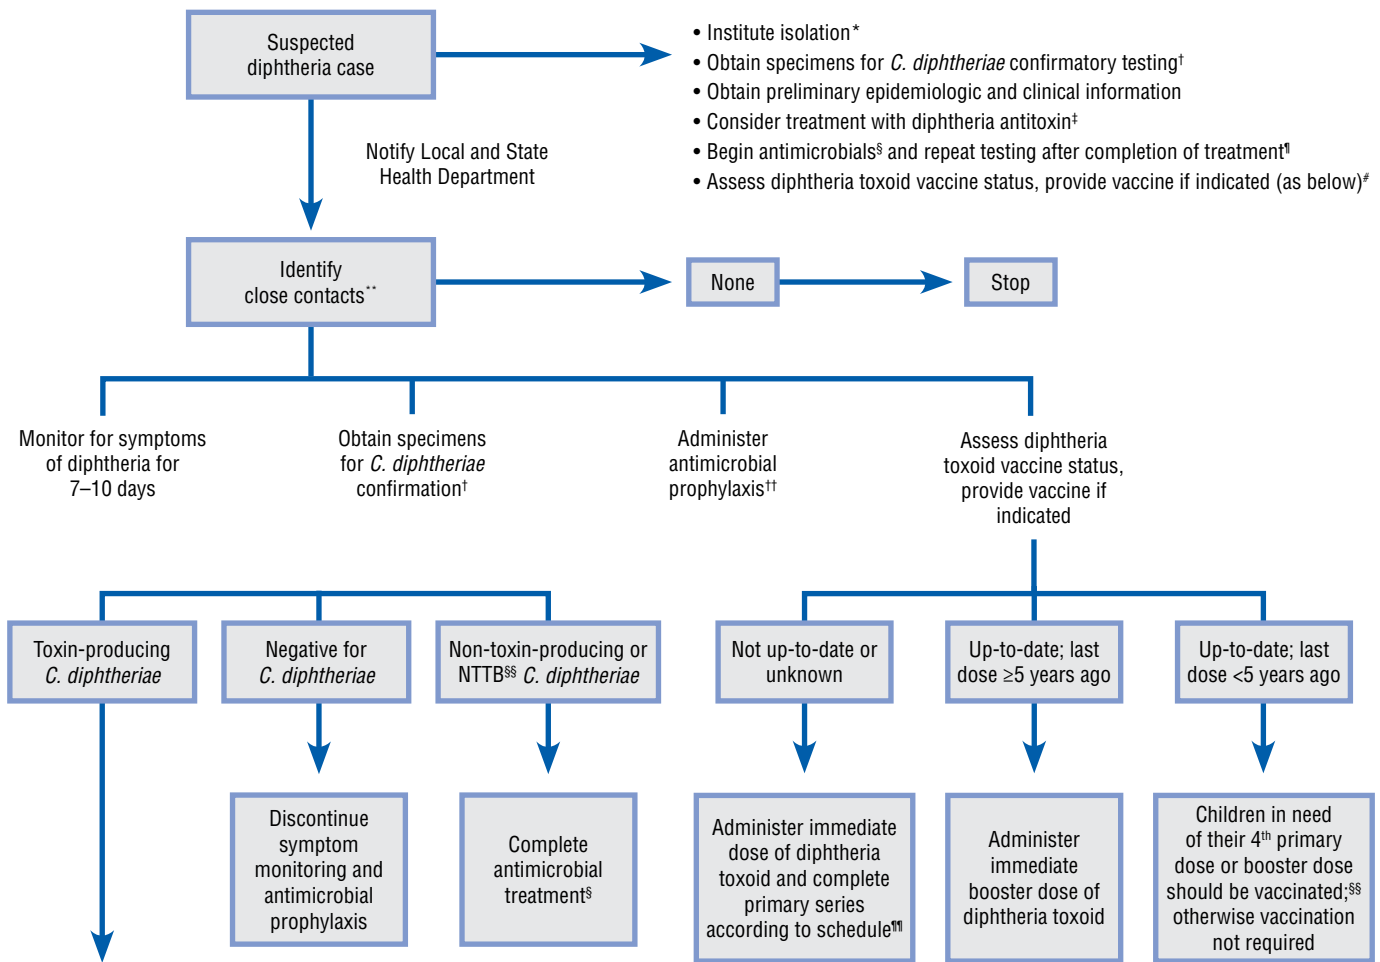 Suspected
diphtheria case
• Institute isolation*
• Obtain specimens for C. diphtheriae confirmatory testing†
• Obtain preliminary epidemiologic and clinical information
• Consider treatment with diphtheria antitoxin‡
• Begin antimicrobials§ and repeat testing after completion of treatment¶
• Assess diphtheria toxoid vaccine status, provide vaccine if indicated (as below)#
Notify Local and State
Health Department
Identify
close contacts**
None
Stop
Monitor for symptoms
of diphtheria for
7–10 days
Obtain specimens
for C. diphtheriae
confirmation†
Administer
antimicrobial
prophylaxis††
Assess diphtheria
toxoid vaccine status,
provide vaccine if
indicated
Toxin-producing
C. diphtheriae
Negative for
C. diphtheriae
Non-toxin-producing or
NTTB§§ C. diphtheriae
Not up-to-date or
unknown
Up-to-date; last
dose ≥5 years ago
Up-to-date; last
dose <5 years ago
Discontinue
symptom
monitoring and
antimicrobial
prophylaxis
Complete
antimicrobial
treatment§
Administer immediate
dose of diphtheria
toxoid and complete
primary series
according to schedule¶¶
Administer
immediate
booster dose of
diphtheria toxoid
Children in need
of their 4th primary
dose or booster dose
should be vaccinated;§§
otherwise vaccination
not required